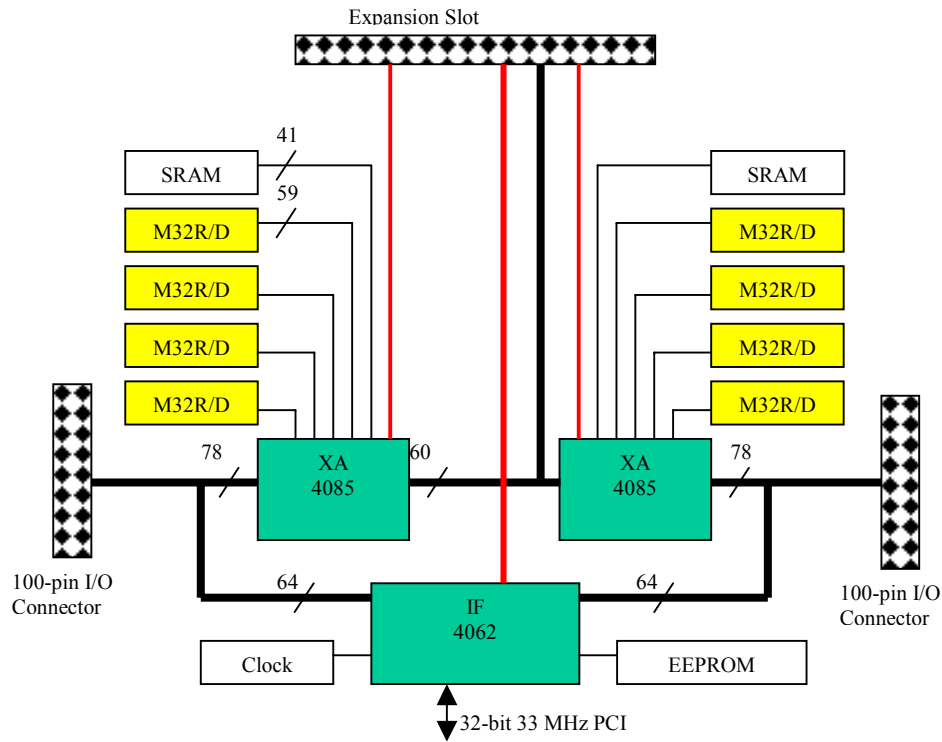 Expansion Slot
41
SRAM
SRAM
59
M32R/D
M32R/D
M32R/D
M32R/D
M32R/D
M32R/D
M32R/D
M32R/D
78
XA
4085
60
XA
4085
78
100-pin I/O
Connector
64
IF
4062
64
100-pin I/O
Connector
Clock
EEPROM
32-bit 33 MHz PCI